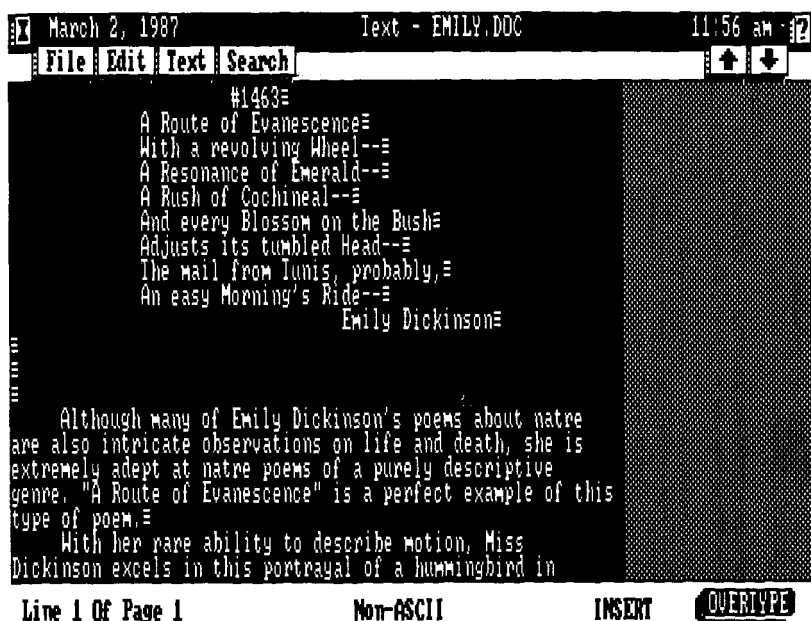 March 2, 1987 Text - EMILY.DOC 11:56 am ?
File Edit Text Search
#1463
A Route of Evanescence
With a revolving Wheel--
A Resonance of Emerald--
A Rush of Cochineal--
And every Blossom on the Bush
Adjusts its tumbled Head--
The mail from Tunis, probably,
An easy Morning's Ride--
Emily Dickinson
Although many of Emily Dickinson's poems about natre
are also intricate observations on life and death, she is
extremely adept at natre poems of a purely descriptive
genre. "A Route of Evanescence" is a perfect example of this
type of poem.
With her rare ability to describe motion, Miss
Dickinson excels in this portrayal of a hummingbird in
Line 1 Of Page 1 Non-ASCII INSERT OVERTYPE